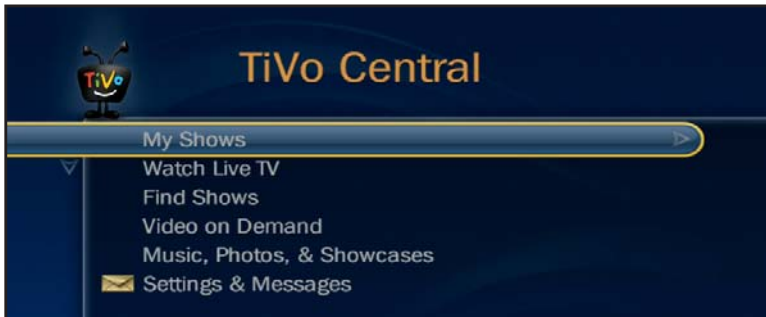 TiVo
TiVo Central
My Shows
Watch Live TV
Find Shows
Video on Demand
Music, Photos, & Showcases
Settings & Messages